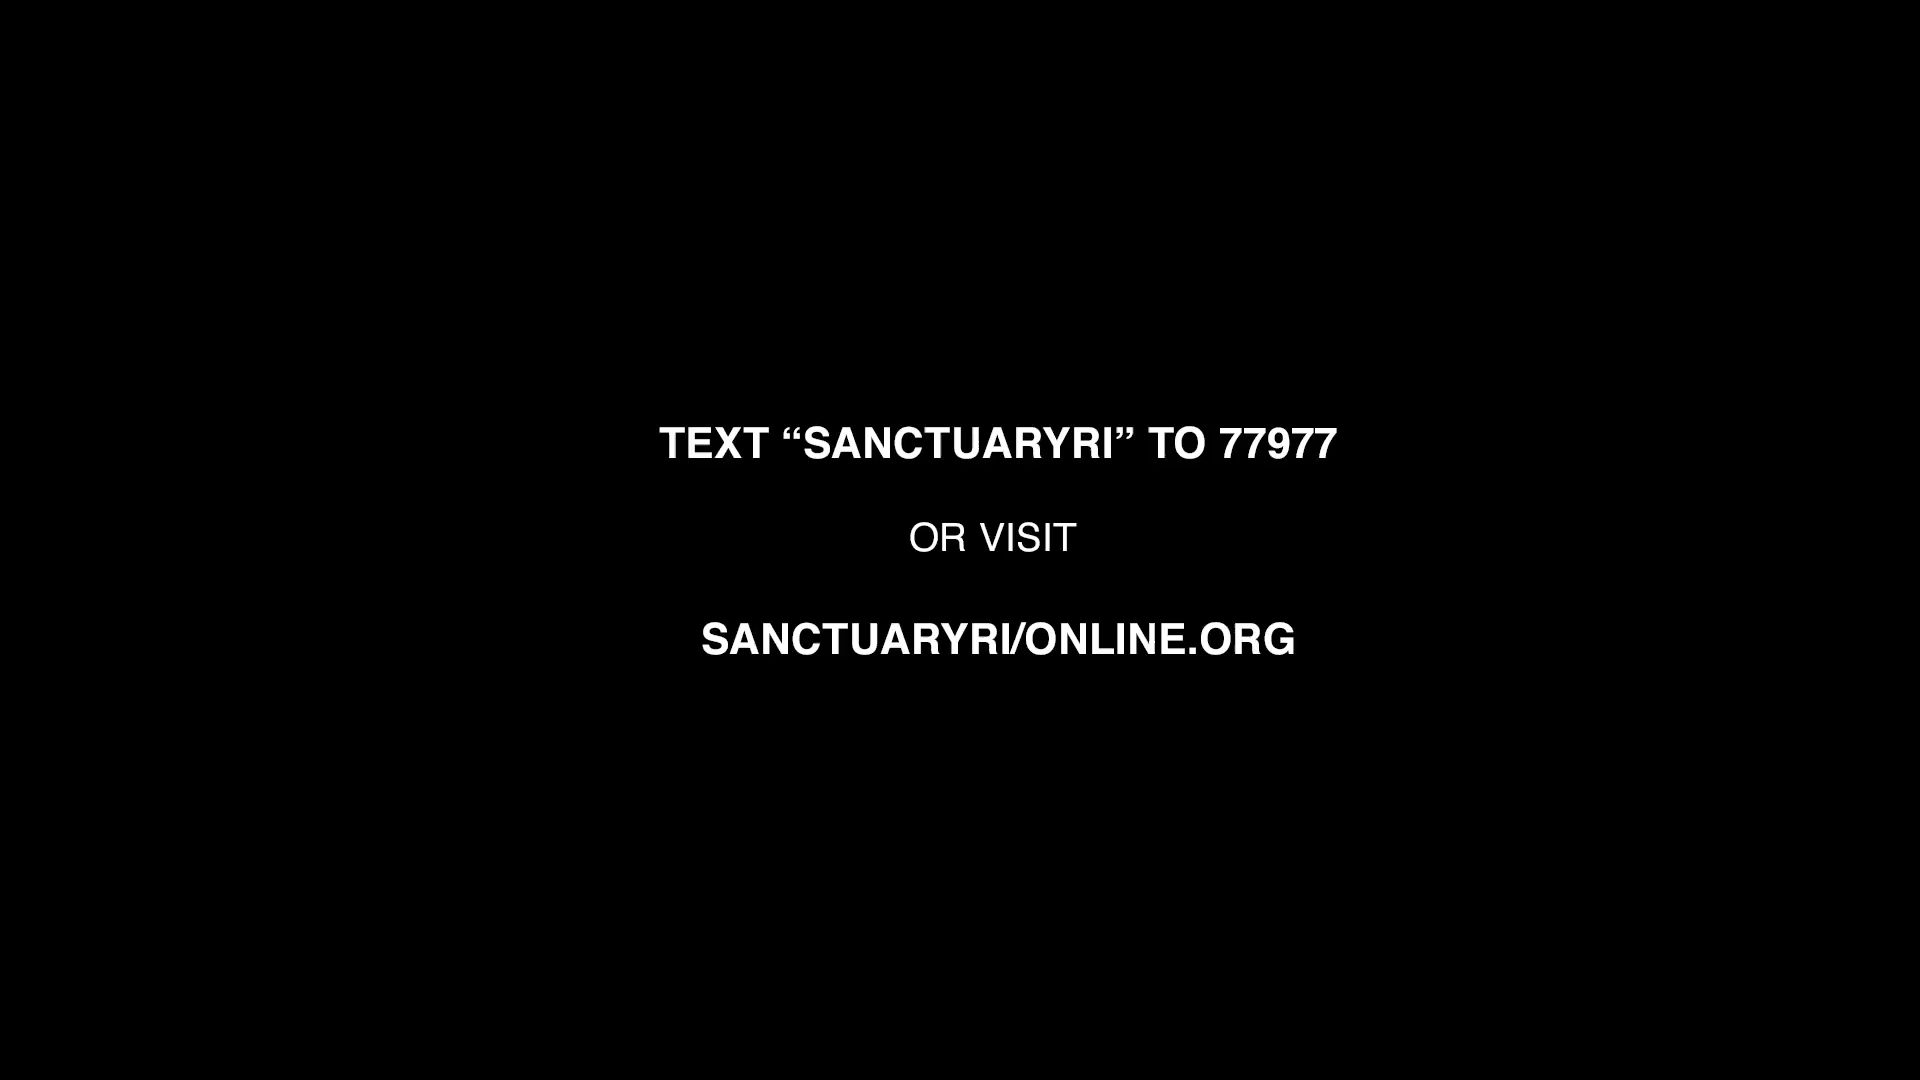 TEXT “SANCTUARYRI” TO 77977
OR VISIT
SANCTUARYRI/ONLINE.ORG